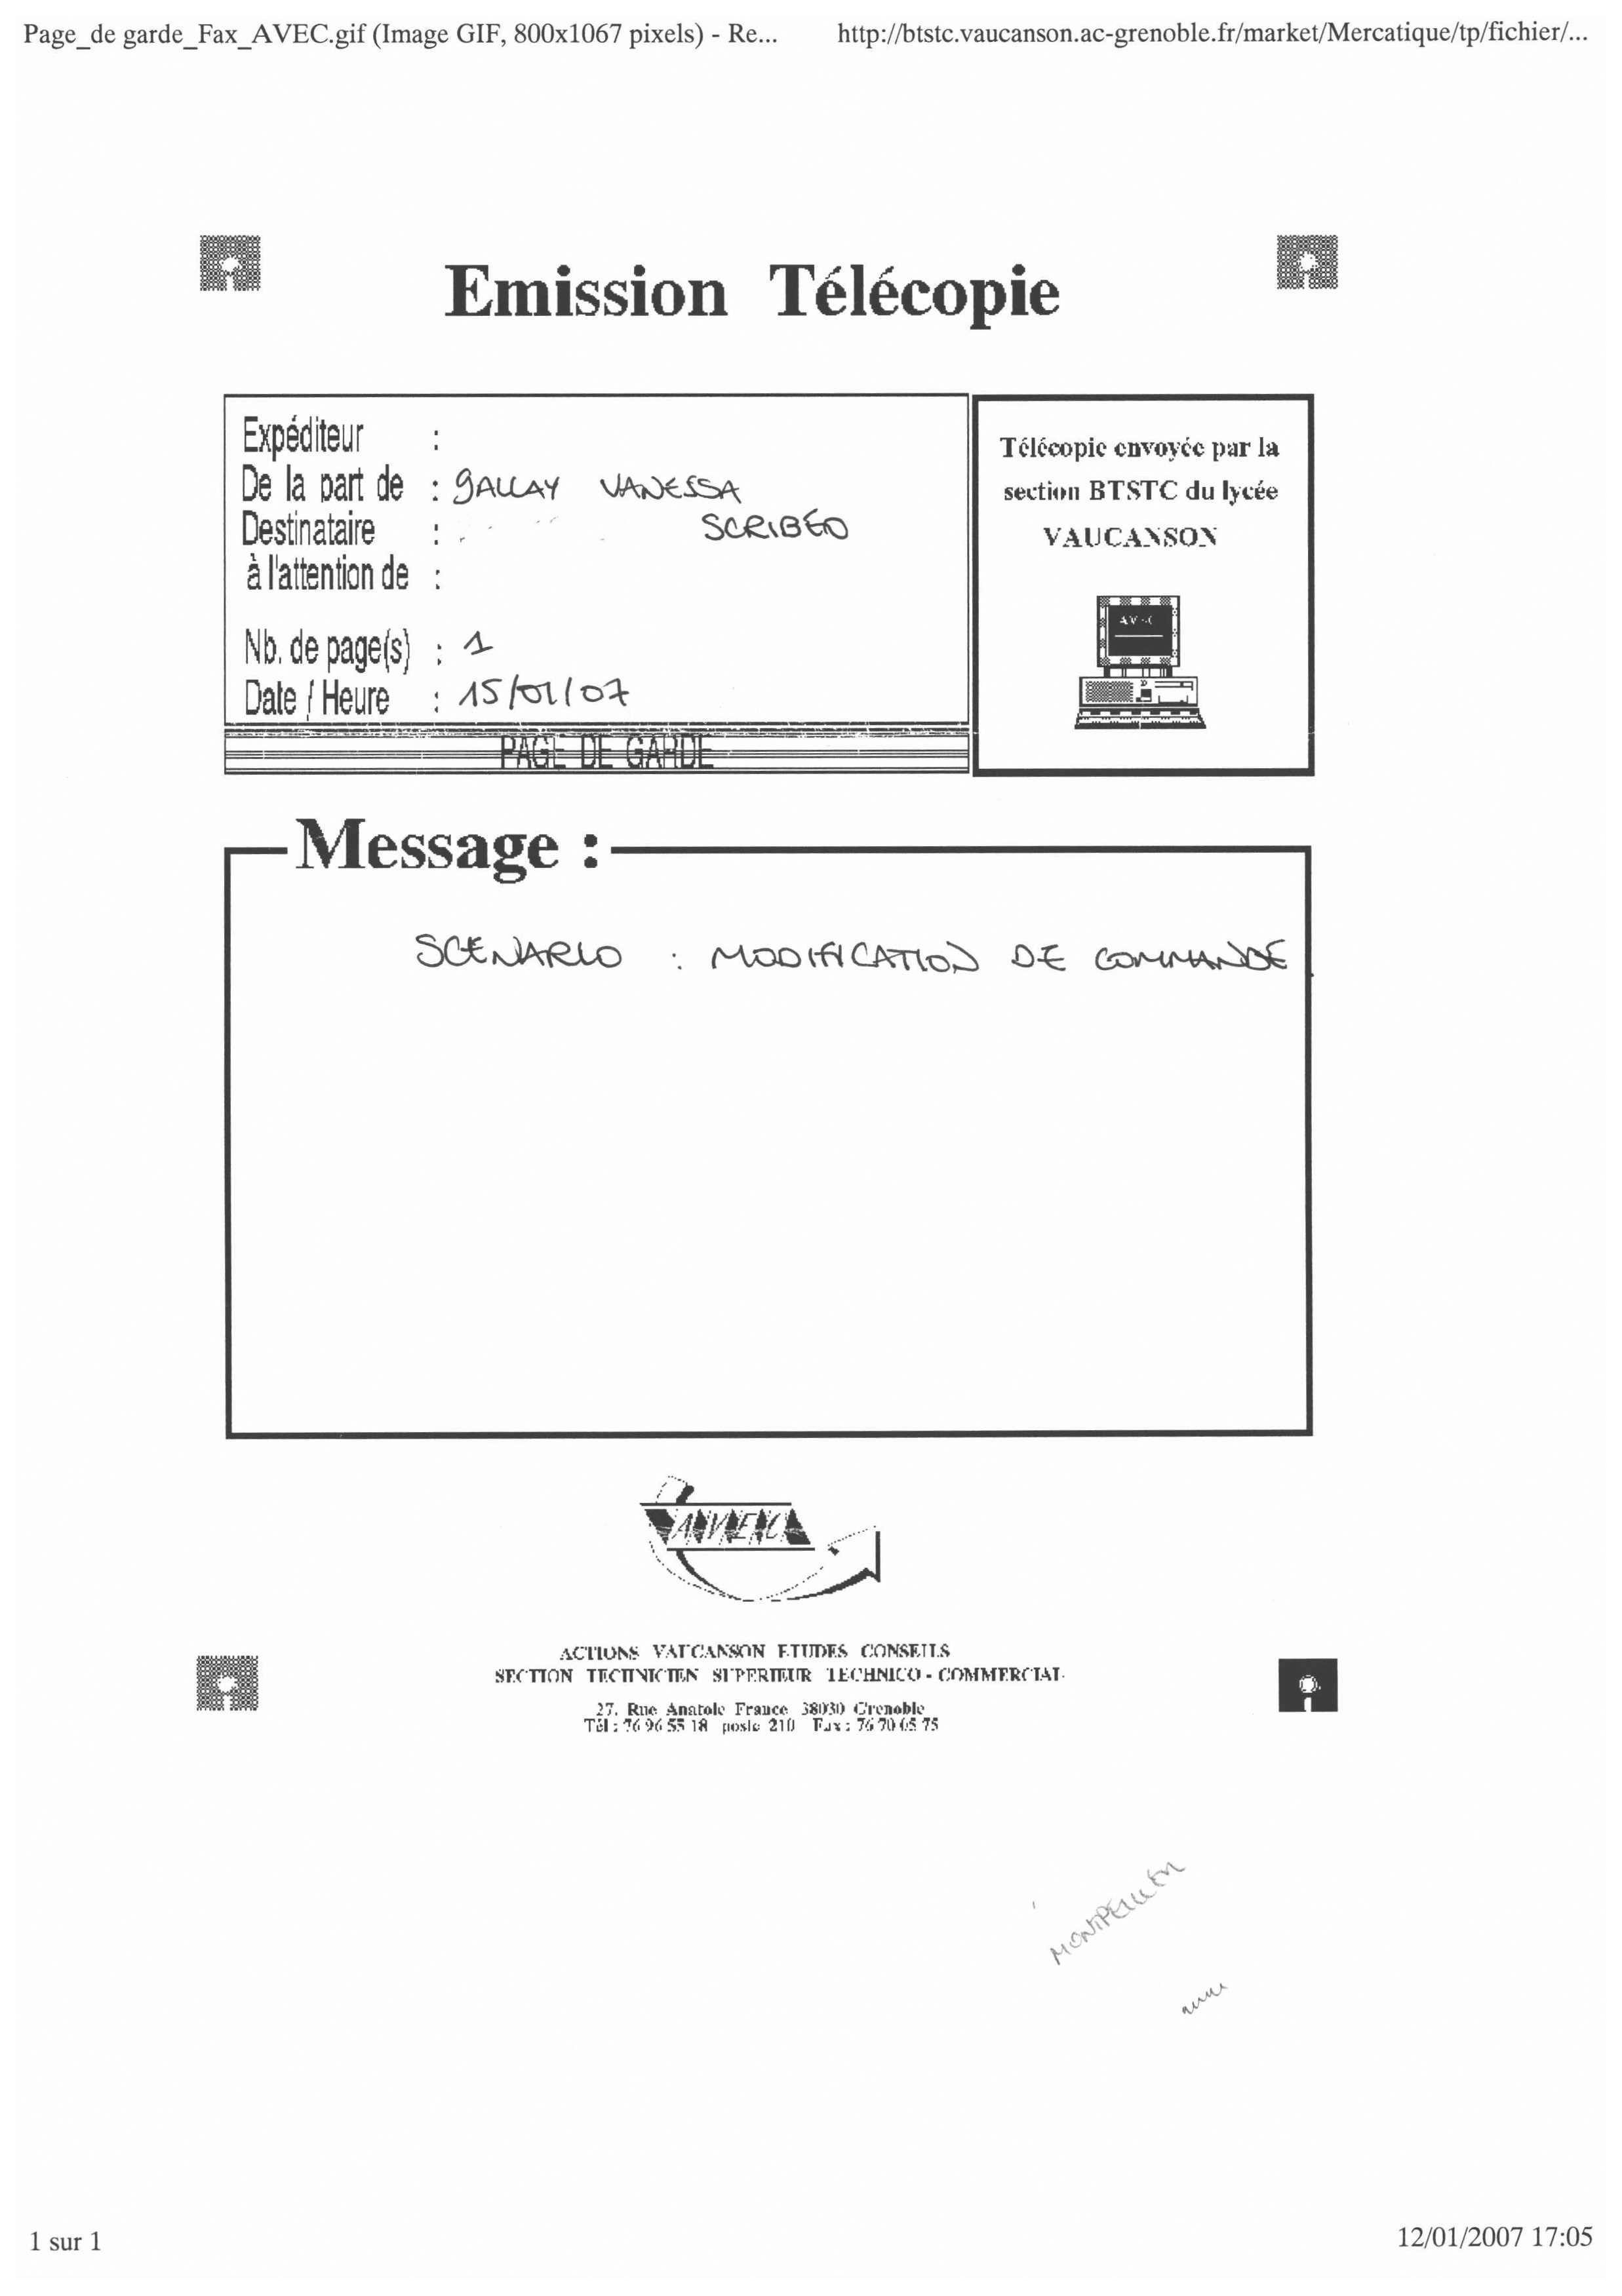 Page_de garde_Fax_AVEC.gif (Image GIF, 800x1067 pixels) - Re... http://btstc.vaucanson.ac-grenoble.fr/market/Mercatique/tp/fichier/...
Emission Télécopie
Expéditeur :
De la part de : GALLAY VANESSA
Destinataire : SCRIBÉO
à l'attention de :
Nb. de page(s) : 1
Date / Heure : 15/01/07
PAGE DE GARDE
Télécopie envoyée par la
section BTSTC du lycée
VAUCANSON
AVEC
Message :
SCENARIO : MODIFICATION DE COMMANDE
AVEC
ACTIONS VAUCANSON ETUDES CONSEILS
SECTION TECHNICIEN SUPERIEUR TECHNICO - COMMERCIAL
27, Rue Anatole France 38030 Grenoble
Tél : 76 96 55 18 poste 210 Fax : 76 70 65 75
MONTPELLIER
1 sur 1
12/01/2007 17:05